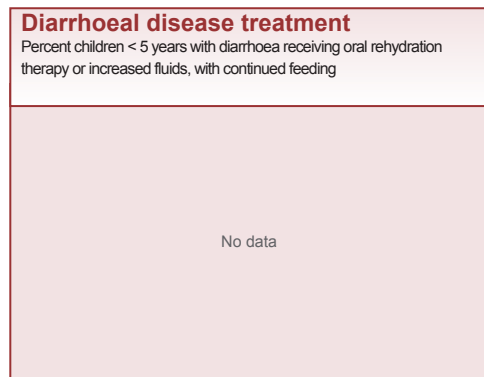 Diarrhoeal disease treatment
Percent children < 5 years with diarrhoea receiving oral rehydration
therapy or increased fluids, with continued feeding
No data